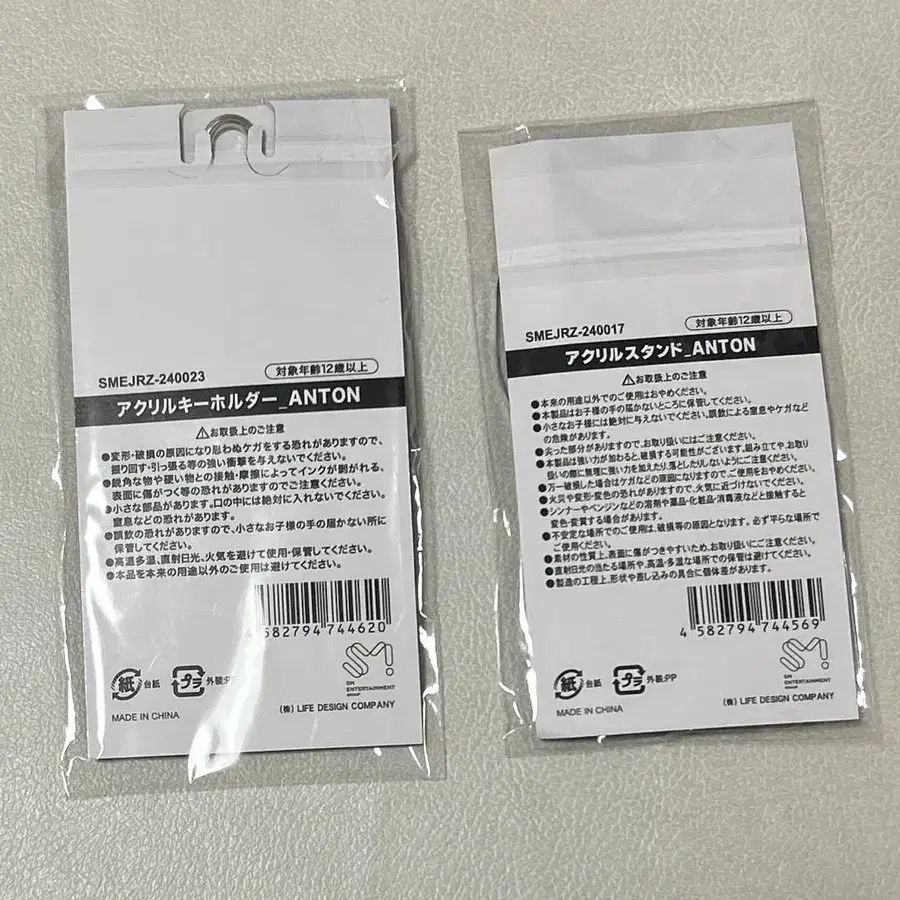 SMEJRZ-240023
対象年齢12歳以上
アクリルキーホルダー_ANTON
⚠お取扱上のご注意
●変形・破損の原因になり思わぬケガをする恐れがありますので、
振り回す・引っ張る等の強い衝撃を与えないでください。
●鋭角な物や硬い物との接触・摩擦によってインクが剝がれる、
表面に傷がつく等の恐れがありますのでご注意ください。
●小さな部品があります。口の中には絶対に入れないでください。
窒息などの恐れがあります。
●誤飲の恐れがありますので、小さなお子様の手の届かない所に
保管してください。
●高温多湿、直射日光、火気を避けて使用・保管してください。
●本品を本来の用途以外のご使用は避けてください。
4 582794 744620
紙 台紙
プラ 外装:PP
SM
ENTERTAINMENT
GROUP
MADE IN CHINA
(株) LIFE DESIGN COMPANY
SMEJRZ-240017
対象年齢12歳以上
アクリルスタンド_ANTON
⚠お取扱上のご注意
●本来の用途以外でのご使用はおやめください。
●本製品はお子様の手の届かないところに保管してください。
●小さなお子様には絶対に与えないでください。誤飲による窒息やケガなど
の危険があります。
●尖った部分がありますので、お取り扱いにはご注意ください。
●本製品は強い力が加わると、破損する可能性がございます。組み立てや、お取り
扱いの際に無理に強い力を加えたり、落としたりしないようにご注意ください。
●万一破損した場合はケガなどの原因になりますので、ご使用をおやめください。
●火災や変形・変色の恐れがありますので、火気に近づけないでください。
●シンナーやベンジンなどの溶剤や薬品・化粧品・消毒液などと接触すると
変色・変質する場合があります。
●不安定な場所でのご使用は、破損等の原因となります。必ず平らな場所で
ご使用ください。
●素材の性質上、表面に傷がつきやすいため、お取り扱いにご注意ください。
●直射日光の当たる場所や、高温・多湿な場所での保管は避けてください。
●製造の工程上、形状や差し込みの具合に個体差があります。
4 582794 744569
紙 台紙
プラ 外装:PP
SM
ENTERTAINMENT
GROUP
MADE IN CHINA
(株) LIFE DESIGN COMPANY